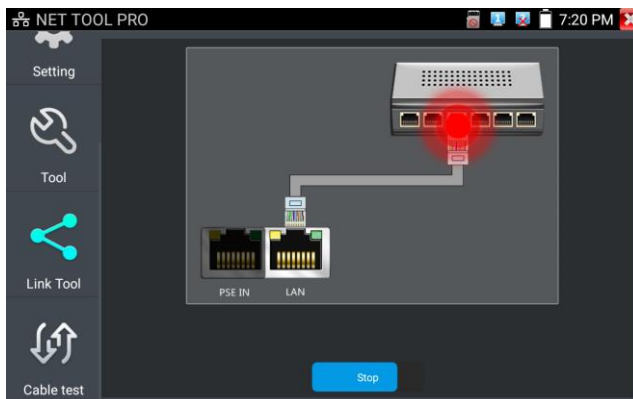 NET TOOL PRO
7:20 PM
Setting
Tool
Link Tool
Cable test
PSE IN
LAN
Stop